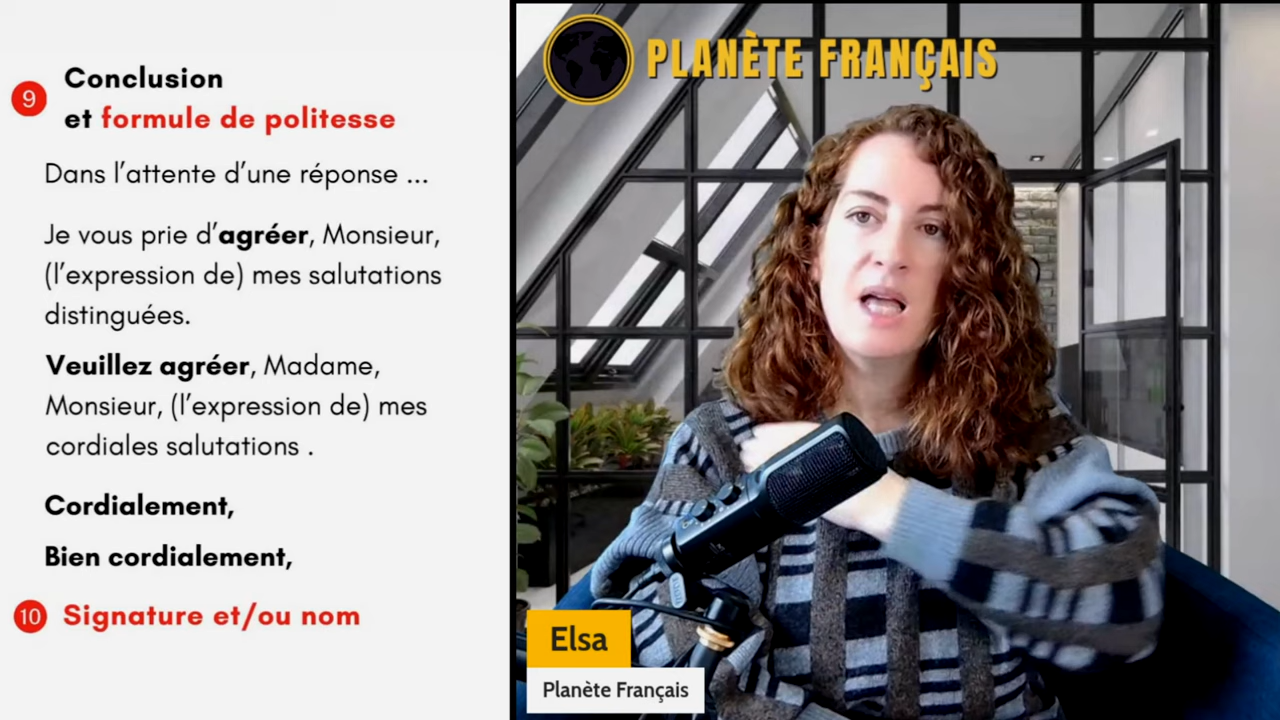 9
Conclusion
et formule de politesse
Dans l'attente d'une réponse ...
Je vous prie d'agréer, Monsieur,
(l'expression de) mes salutations
distinguées.
Veuillez agréer, Madame,
Monsieur, (l'expression de) mes
cordiales salutations .
Cordialement,
Bien cordialement,
10 Signature et/ou nom
PLANÈTE FRANÇAIS
Elsa
Planète Français